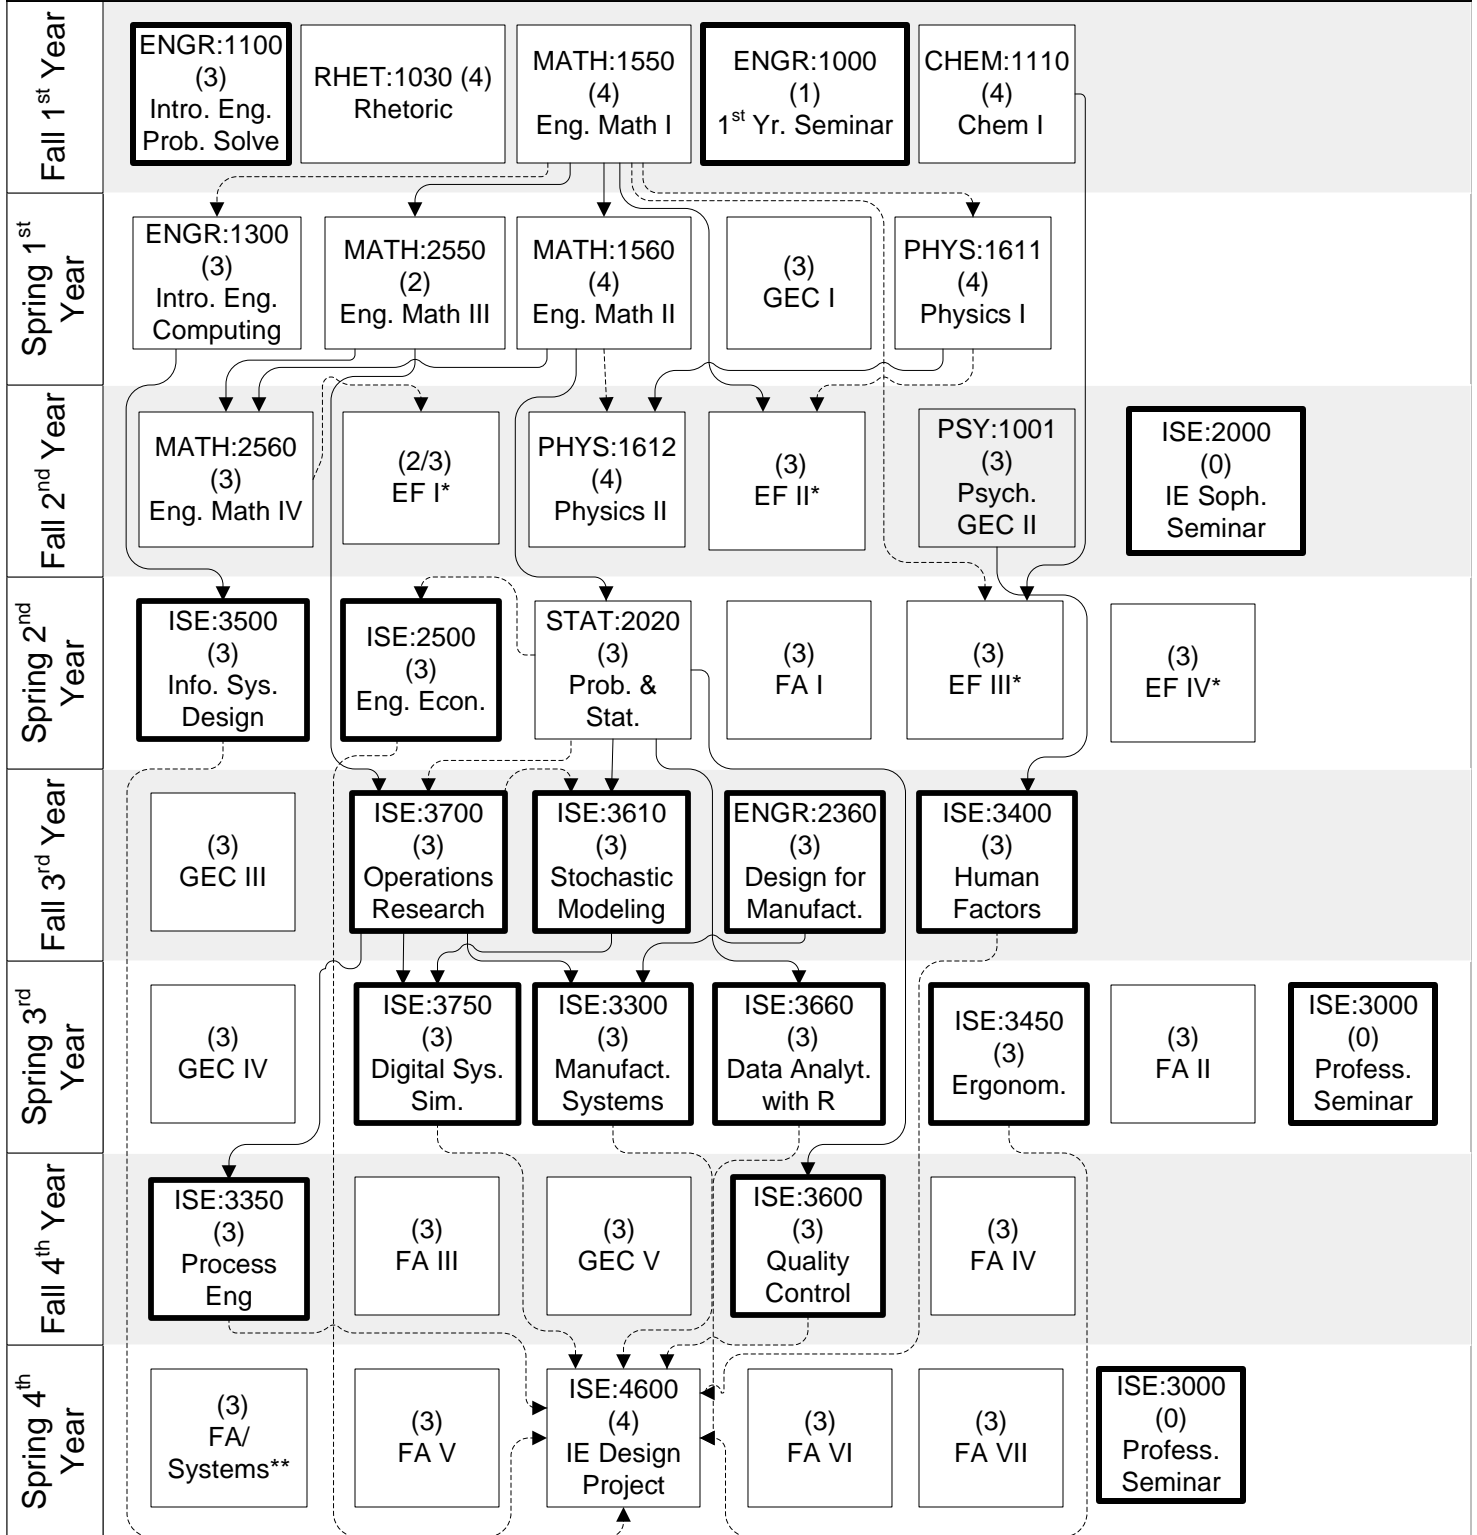 Fall 1st Year
ENGR:1100
(3)
Intro. Eng.
Prob. Solve
RHET:1030 (4)
Rhetoric
MATH:1550
(4)
Eng. Math I
ENGR:1000
(1)
1st Yr. Seminar
CHEM:1110
(4)
Chem I
Spring 1st
Year
ENGR:1300
(3)
Intro. Eng.
Computing
MATH:2550
(2)
Eng. Math III
MATH:1560
(4)
Eng. Math II
(3)
GEC I
PHYS:1611
(4)
Physics I
Fall 2nd Year
MATH:2560
(3)
Eng. Math IV
(2/3)
EF I*
PHYS:1612
(4)
Physics II
(3)
EF II*
PSY:1001
(3)
Psych.
GEC II
ISE:2000
(0)
IE Soph.
Seminar
Spring 2nd
Year
ISE:3500
(3)
Info. Sys.
Design
ISE:2500
(3)
Eng. Econ.
STAT:2020
(3)
Prob. &
Stat.
(3)
FA I
(3)
EF III*
(3)
EF IV*
Fall 3rd Year
(3)
GEC III
ISE:3700
(3)
Operations
Research
ISE:3610
(3)
Stochastic
Modeling
ENGR:2360
(3)
Design for
Manufact.
ISE:3400
(3)
Human
Factors
Spring 3rd
Year
(3)
GEC IV
ISE:3750
(3)
Digital Sys.
Sim.
ISE:3300
(3)
Manufact.
Systems
ISE:3660
(3)
Data Analyt.
with R
ISE:3450
(3)
Ergonom.
(3)
FA II
ISE:3000
(0)
Profess.
Seminar
Fall 4th Year
ISE:3350
(3)
Process
Eng
(3)
FA III
(3)
GEC V
ISE:3600
(3)
Quality
Control
(3)
FA IV
Spring 4th
Year
(3)
FA/
Systems**
(3)
FA V
ISE:4600
(4)
IE Design
Project
(3)
FA VI
(3)
FA VII
ISE:3000
(0)
Profess.
Seminar